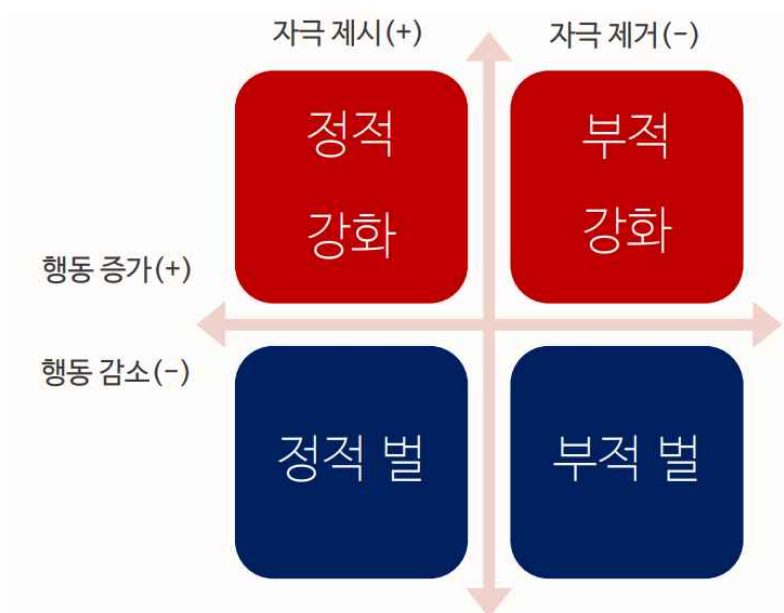 자극 제시(+)
자극 제거(-)
정적
강화
부적
강화
행동 증가(+)
행동 감소(-)
정적 벌
부적 벌